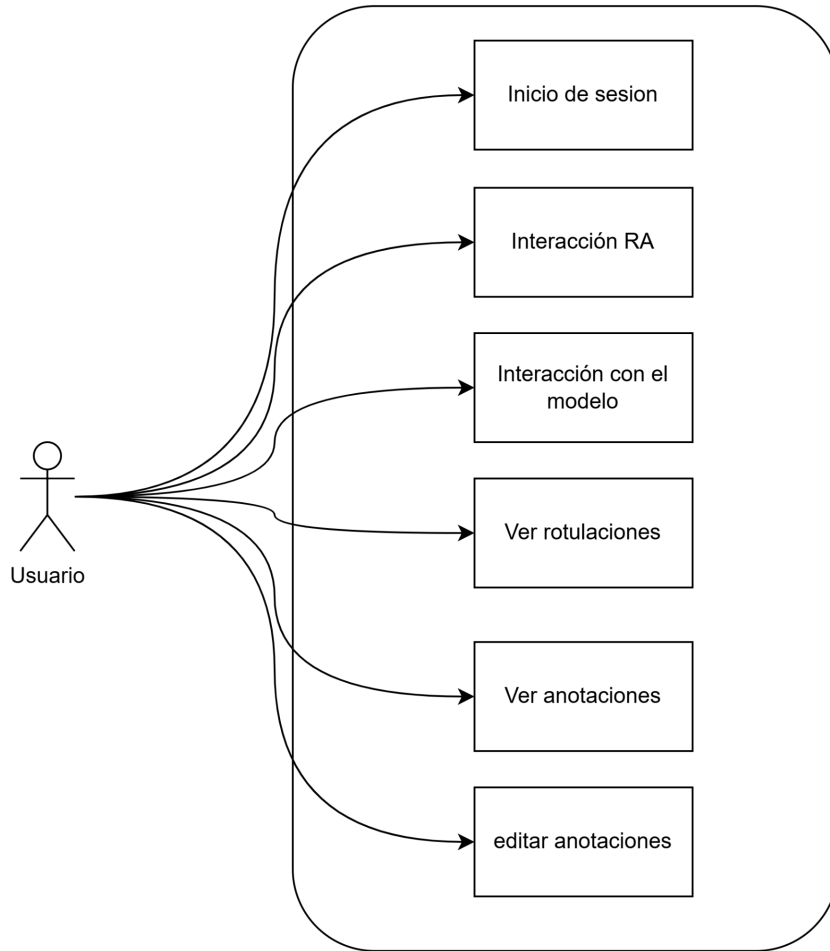 Inicio de sesion
Interacción RA
Interacción con el
modelo
Ver rotulaciones
Usuario
Ver anotaciones
editar anotaciones